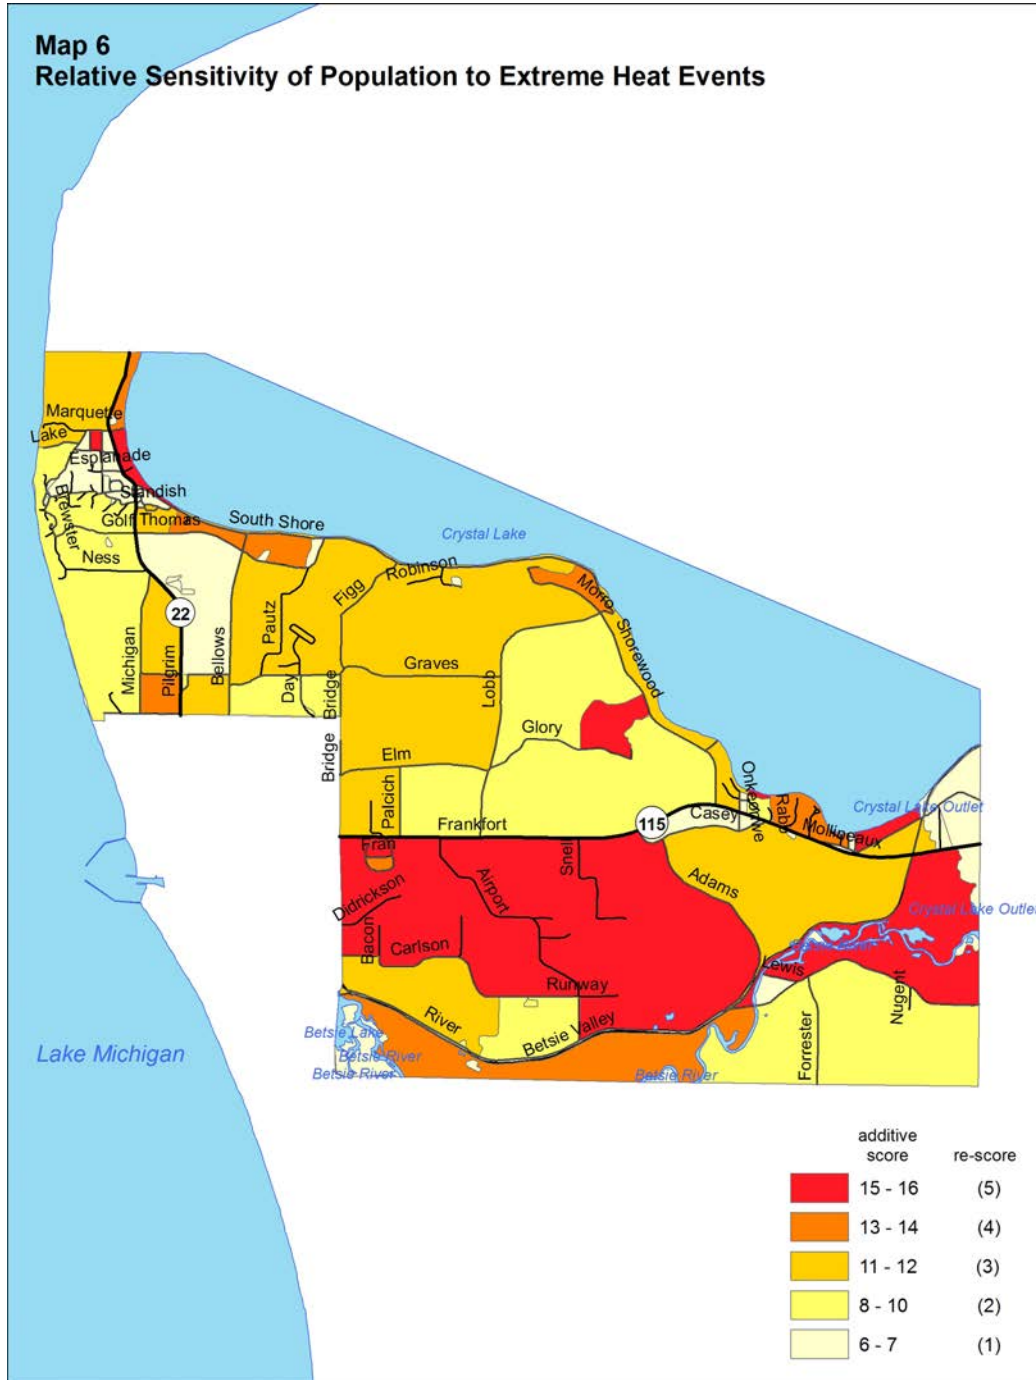 Map 6
Relative Sensitivity of Population to Extreme Heat Events
Marquette
Lake
Esplanade
Standish
Brewster
Golf
Thomas
South Shore
Crystal Lake
Ness
Robinson
Figg
Morro
22
Pautz
Shorewood
Michigan
Pilgrim
Bellows
Day
Bridge
Graves
Lobb
Glory
Bridge
Elm
Palcich
Onkeonwe
Rabb
Crystal Lake Outlet
Frankfort
115
Casey
Mollineaux
Fran
Snell
Airport
Adams
Didrickson
Crystal Lake Outlet
Bacon
Carlson
Lewis
Runway
Nugent
River
Betsie Valley
Forrester
Betsie Lake
Betsie River
Betsie River
Betsie River
Lake Michigan
additive
score
re-score
15 - 16
(5)
13 - 14
(4)
11 - 12
(3)
8 - 10
(2)
6 - 7
(1)